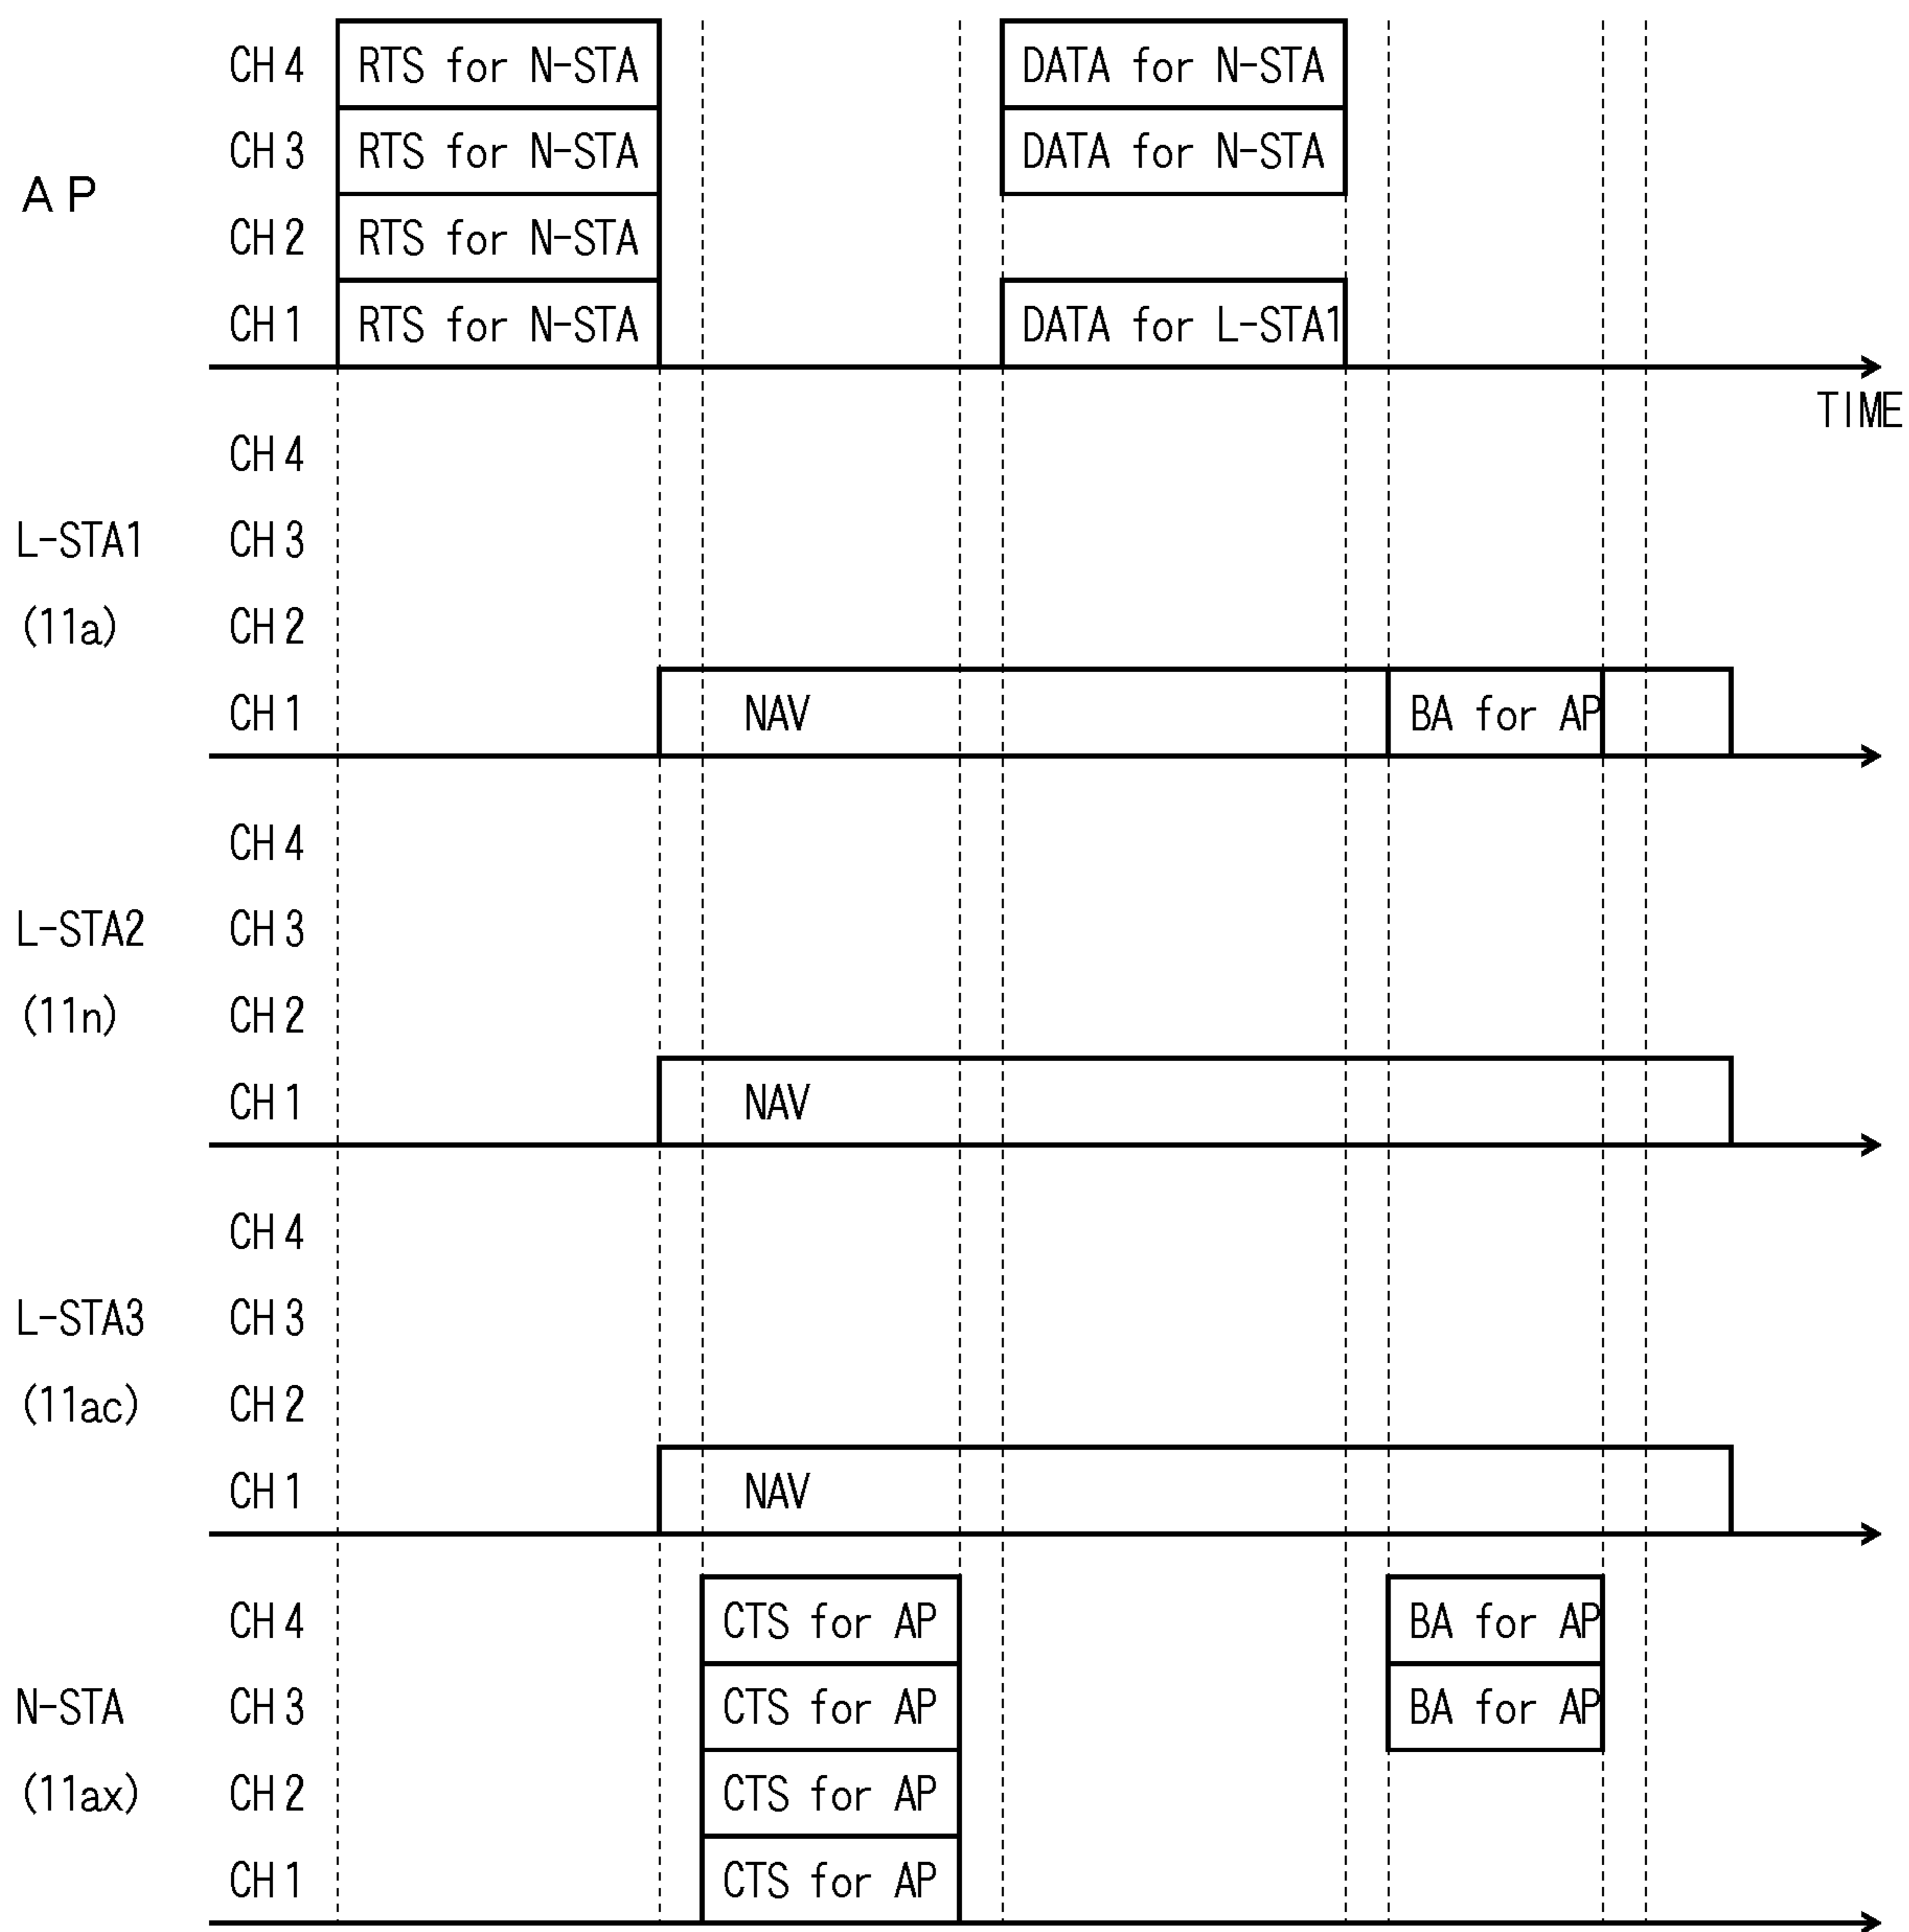 CH4 RTS for N-STA DATA for N-STA
CH3 RTS for N-STA DATA for N-STA
AP
CH2 RTS for N-STA
CH1 RTS for N-STA DATA for L-STA1
TIME
CH4
L-STA1 CH3
(11a) CH2
CH1 NAV BA for AP
CH4
L-STA2 CH3
(11n) CH2
CH1 NAV
CH4
L-STA3 CH3
(11ac) CH2
CH1 NAV
CH4 CTS for AP BA for AP
N-STA CH3 CTS for AP BA for AP
(11ax) CH2 CTS for AP
CH1 CTS for AP